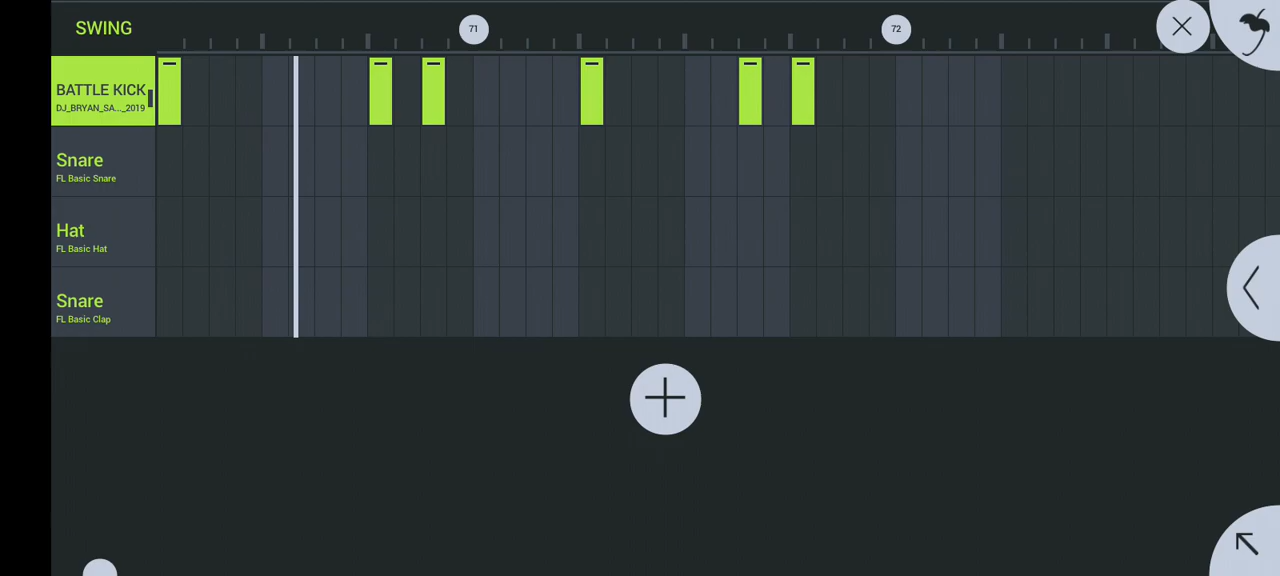 SWING
71
72
BATTLE KICK
DJ_BRYAN_SA..._2019
Snare
FL Basic Snare
Hat
FL Basic Hat
Snare
FL Basic Clap